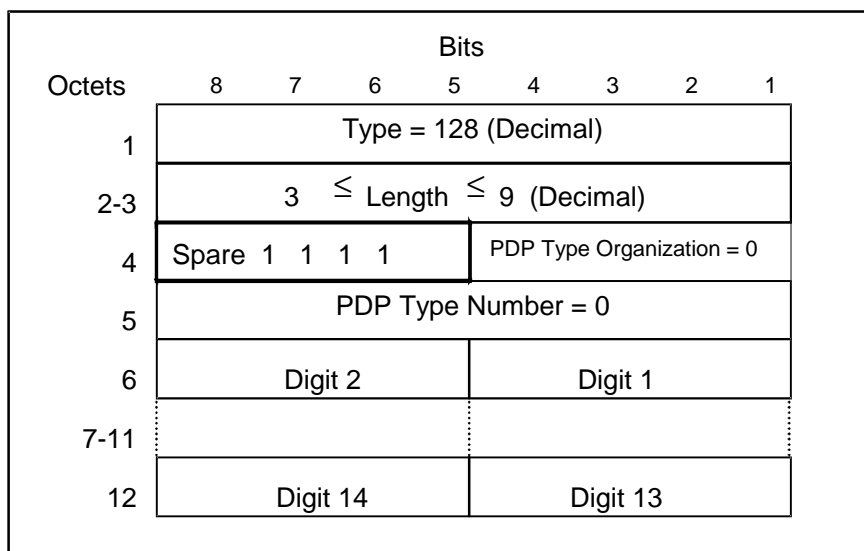 Bits
Octets 8 7 6 5 4 3 2 1
1 Type = 128 (Decimal)
2-3 3 ≤ Length ≤ 9 (Decimal)
4 Spare 1 1 1 1 PDP Type Organization = 0
5 PDP Type Number = 0
6 Digit 2 Digit 1
7-11
12 Digit 14 Digit 13